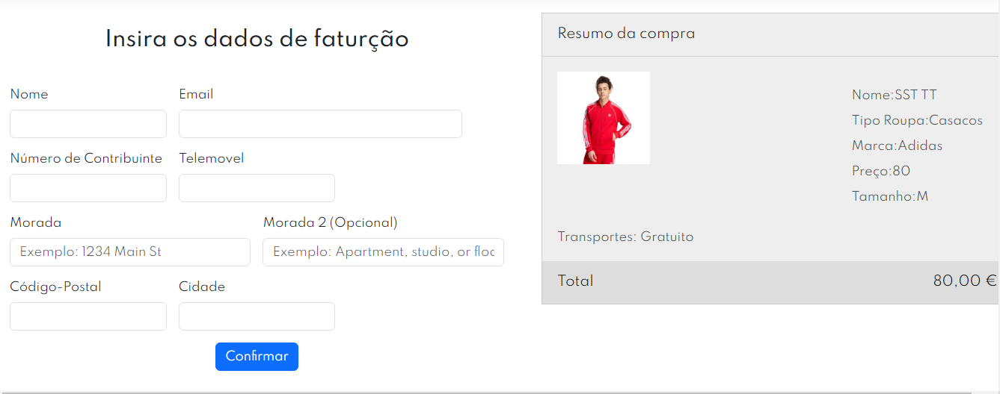 Insira os dados de faturção
Nome Email
Número de Contribuinte Telemovel
Morada Morada 2 (Opcional)
Exemplo: 1234 Main St Exemplo: Apartment, studio, or floo
Código-Postal Cidade
Confirmar
Resumo da compra
Nome:SST TT
Tipo Roupa:Casacos
Marca:Adidas
Preço:80
Tamanho:M
Transportes: Gratuito
Total 80,00 €